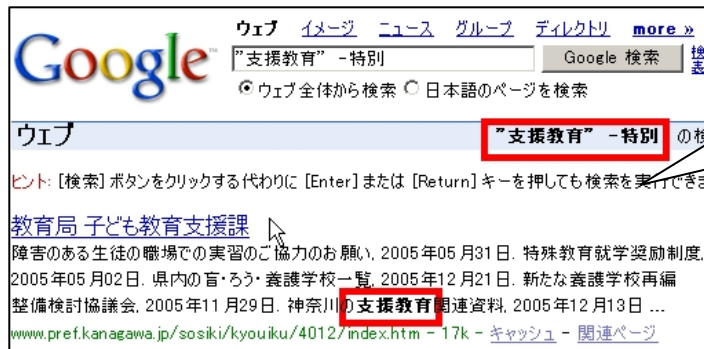 Google™
ウェブ イメージ ニュース グループ ディレクトリ more »
"支援教育" -特別 Google 検索
ウェブ全体から検索 日本語のページを検索
ウェブ "支援教育" -特別 の検
ヒント: [検索] ボタンをクリックする代わりに [Enter] または [Return] キーを押しても検索を実行できま
教育局 子ども教育支援課
障害のある生徒の職場での実習のご協力のお願い, 2005年05月31日. 特殊教育就学奨励制度,
2005年05月02日. 県内の盲・ろう・養護学校一覧, 2005年12月21日. 新たな養護学校再編
整備検討協議会, 2005年11月29日. 神奈川の支援教育関連資料, 2005年12月13日 ...
www.pref.kanagawa.jp/sosiki/kyouiku/4012/index.htm - 17k - キャッシュ - 関連ページ